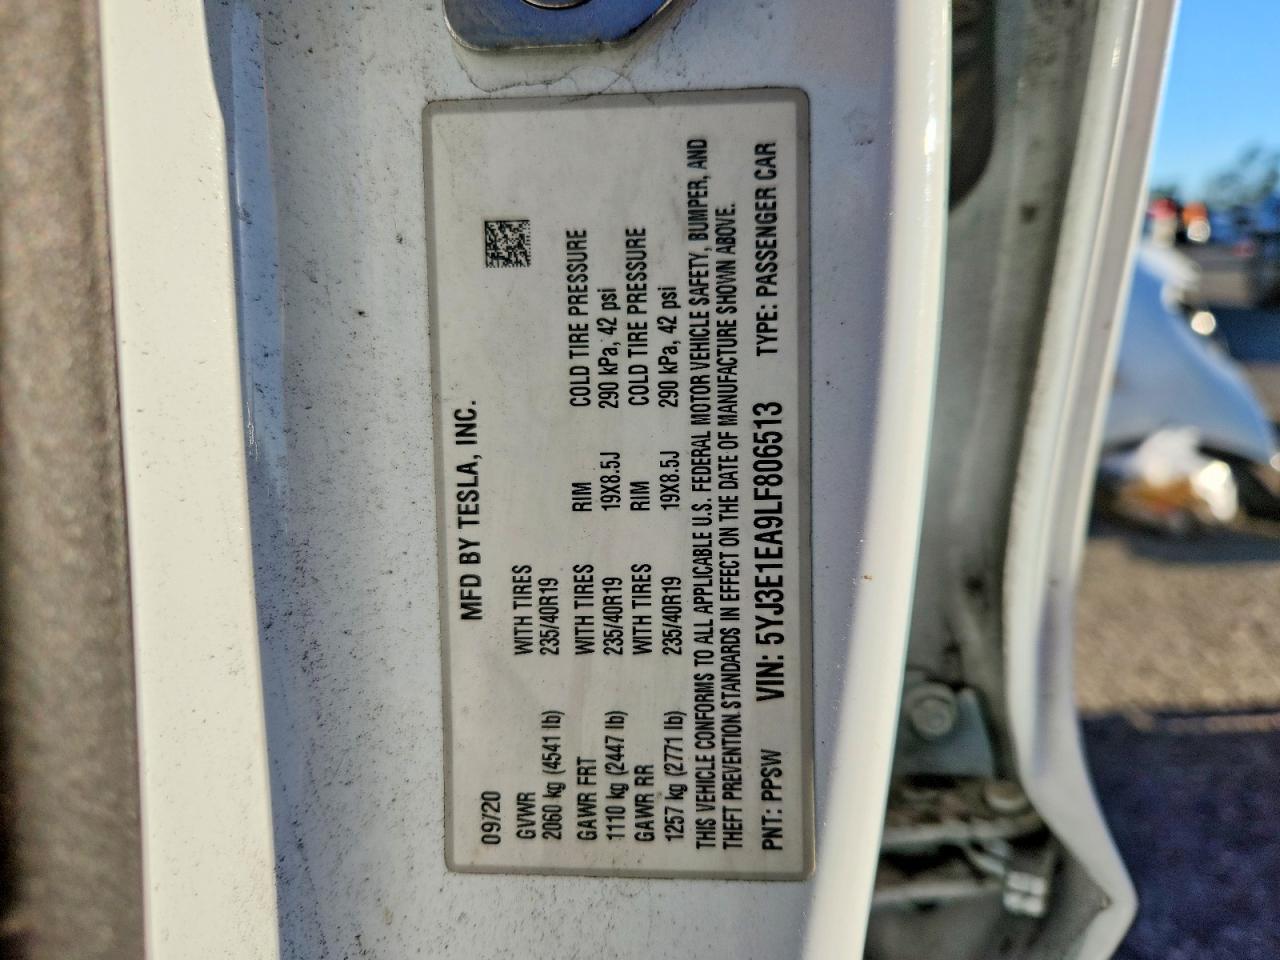 09/20 MFD BY TESLA, INC.
GVWR WITH TIRES
2060 kg (4541 lb) 235/40R19 COLD TIRE PRESSURE
GAWR FRT WITH TIRES RIM 290 kPa, 42 psi
1110 kg (2447 lb) 235/40R19 19X8.5J COLD TIRE PRESSURE
GAWR RR WITH TIRES RIM 290 kPa, 42 psi
1257 kg (2771 lb) 235/40R19 19X8.5J
THIS VEHICLE CONFORMS TO ALL APPLICABLE U.S. FEDERAL MOTOR VEHICLE SAFETY, BUMPER, AND
THEFT PREVENTION STANDARDS IN EFFECT ON THE DATE OF MANUFACTURE SHOWN ABOVE.
PNT: PPSW VIN: 5YJ3E1EA9LF806513 TYPE: PASSENGER CAR